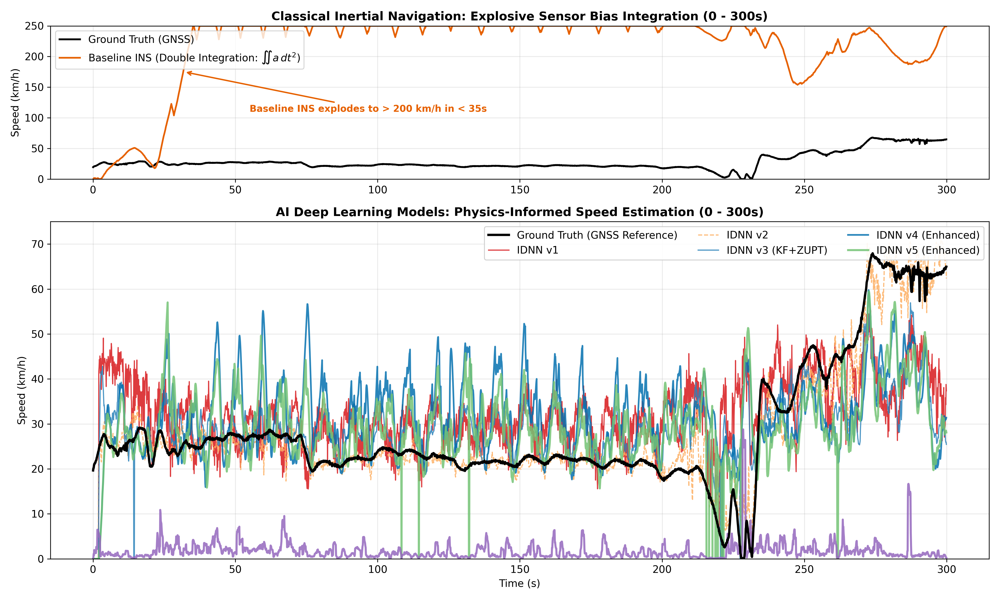 Classical Inertial Navigation: Explosive Sensor Bias Integration (0 - 300s)
250
200
150
100
50
0
Speed (km/h)
Ground Truth (GNSS)
Baseline INS (Double Integration: ∬a dt²)
Baseline INS explodes to > 200 km/h in < 35s
0 50 100 150 200 250 300
AI Deep Learning Models: Physics-Informed Speed Estimation (0 - 300s)
70
60
50
40
30
20
10
0
Speed (km/h)
Ground Truth (GNSS Reference)
IDNN v1
IDNN v2
IDNN v3 (KF+ZUPT)
IDNN v4 (Enhanced)
IDNN v5 (Enhanced)
0 50 100 150 200 250 300
Time (s)